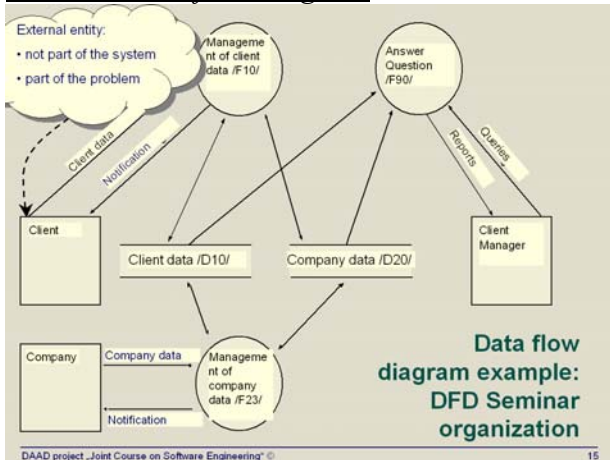 External entity:
• not part of the system
• part of the problem
Manageme
nt of client
data /F10/
Answer
Question
/F90/
Client data
Notification
Reports
Queries
Client
Client data /D10/
Company data /D20/
Client
Manager
Company
Company data
Notification
Manageme
nt of
company
data /F23/
Data flow
diagram example:
DFD Seminar
organization
DAAD project „Joint Course on Software Engineering" ©
15